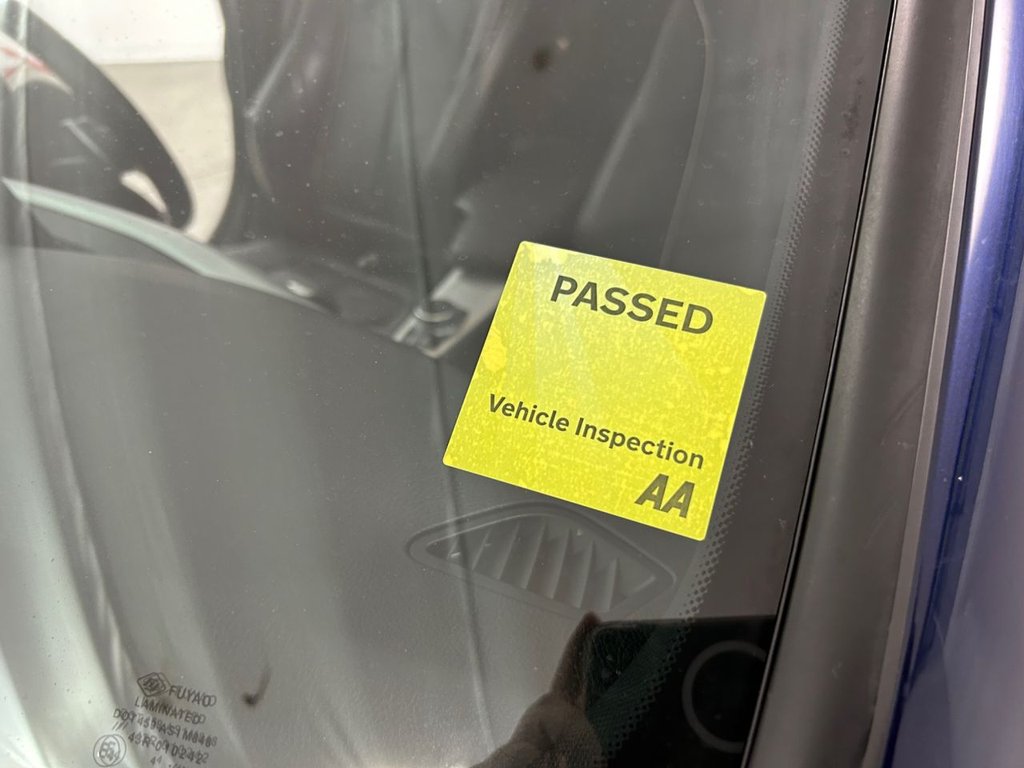 PASSED
Vehicle Inspection
AA
FUYAO
LAMINATED